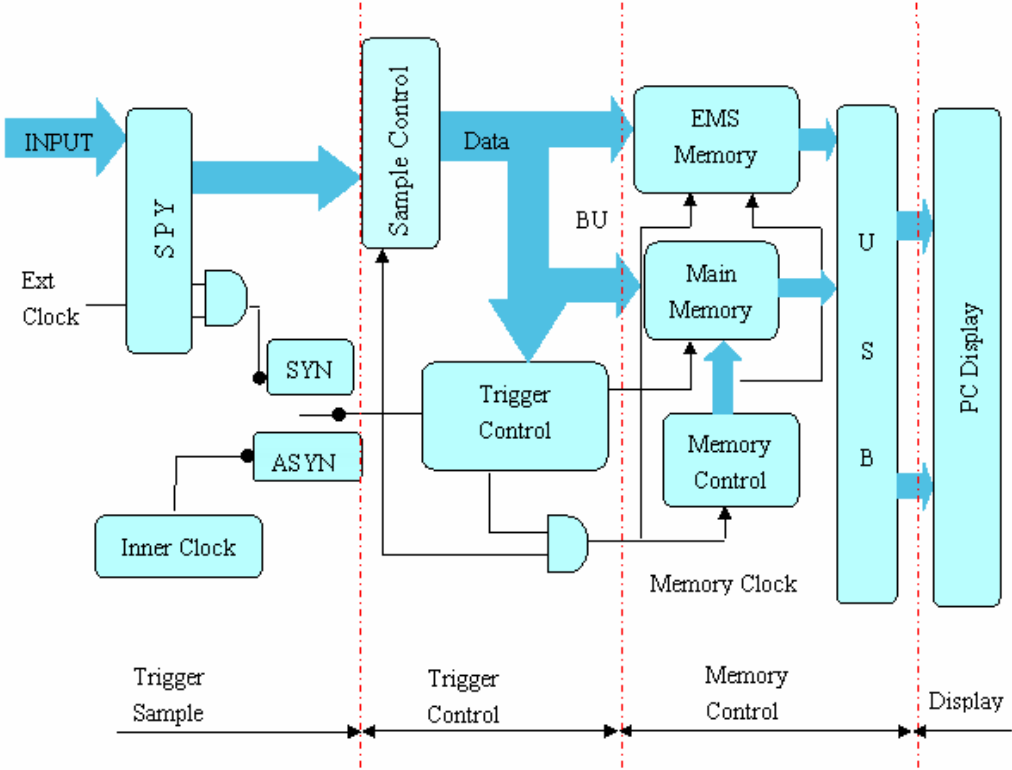 INPUT
SPY
Ext
Clock
SYN
ASYN
Inner Clock
Sample Control
Data
BU
Trigger
Control
EMS
Memory
Main
Memory
Memory
Control
Memory Clock
U
S
B
PC Display
Trigger
Sample
Trigger
Control
Memory
Control
Display